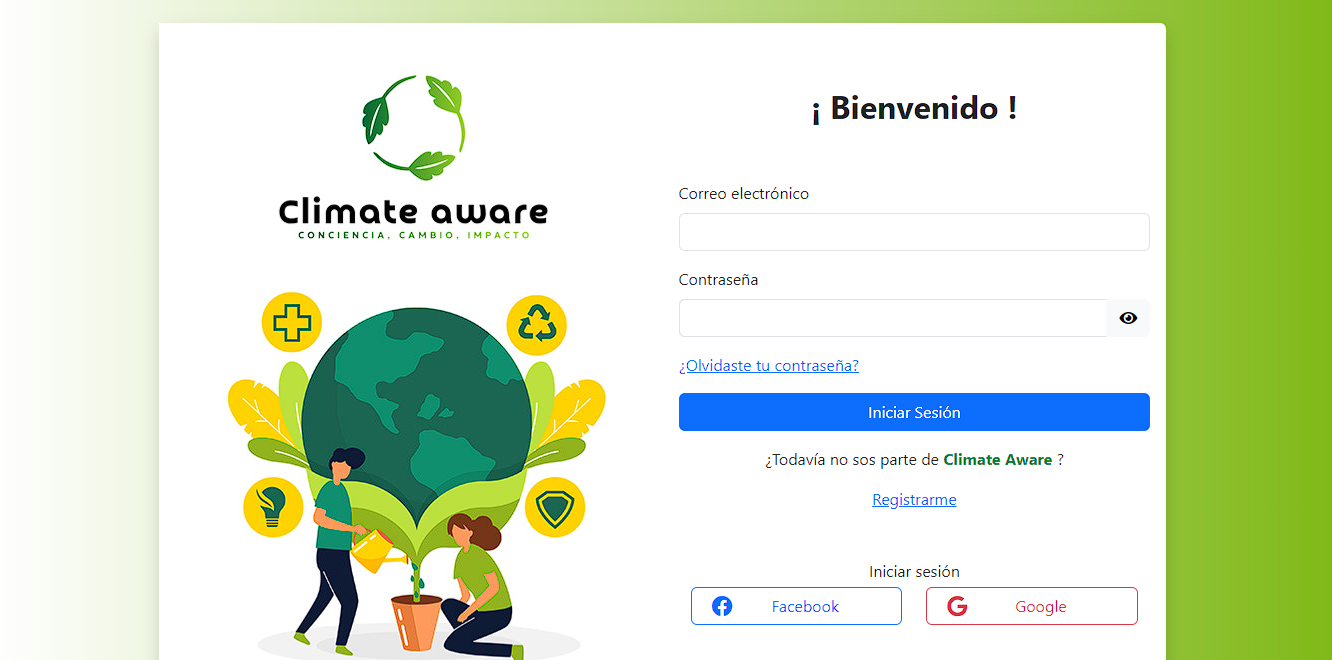 Climate aware
CONCIENCIA, CAMBIO, IMPACTO
¡ Bienvenido !
Correo electrónico
Contraseña
¿Olvidaste tu contraseña?
Iniciar Sesión
¿Todavía no sos parte de Climate Aware ?
Registrarme
Iniciar sesión
Facebook
Google